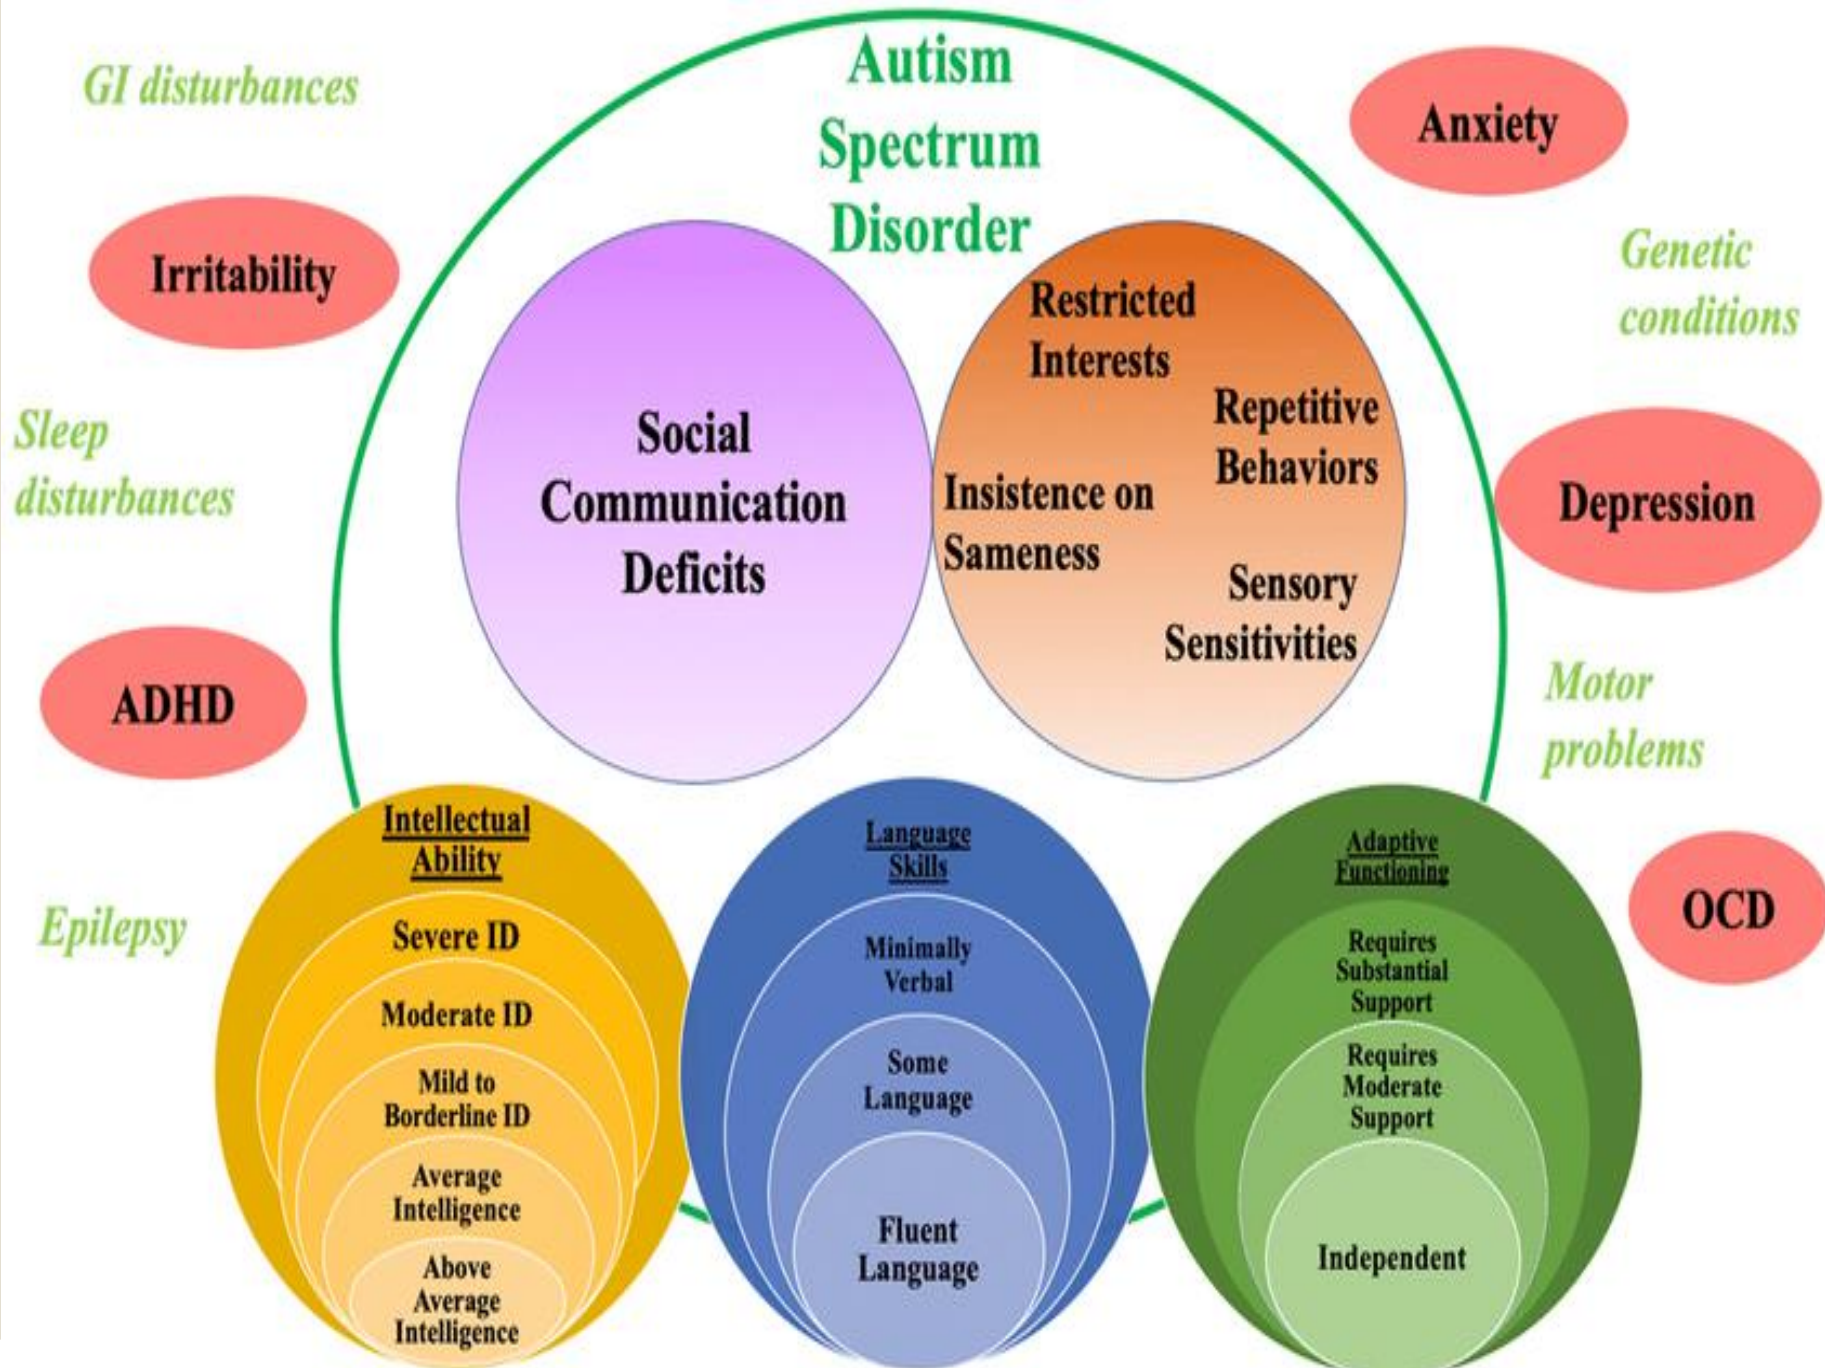 Autism
Spectrum
Disorder
GI disturbances
Irritability
Sleep
disturbances
ADHD
Epilepsy
Anxiety
Genetic
conditions
Depression
Motor
problems
OCD
Social
Communication
Deficits
Restricted
Interests
Repetitive
Behaviors
Insistence on
Sameness
Sensory
Sensitivities
Intellectual
Ability
Severe ID
Moderate ID
Mild to
Borderline ID
Average
Intelligence
Above
Average
Intelligence
Language
Skills
Minimally
Verbal
Some
Language
Fluent
Language
Adaptive
Functioning
Requires
Substantial
Support
Requires
Moderate
Support
Independent